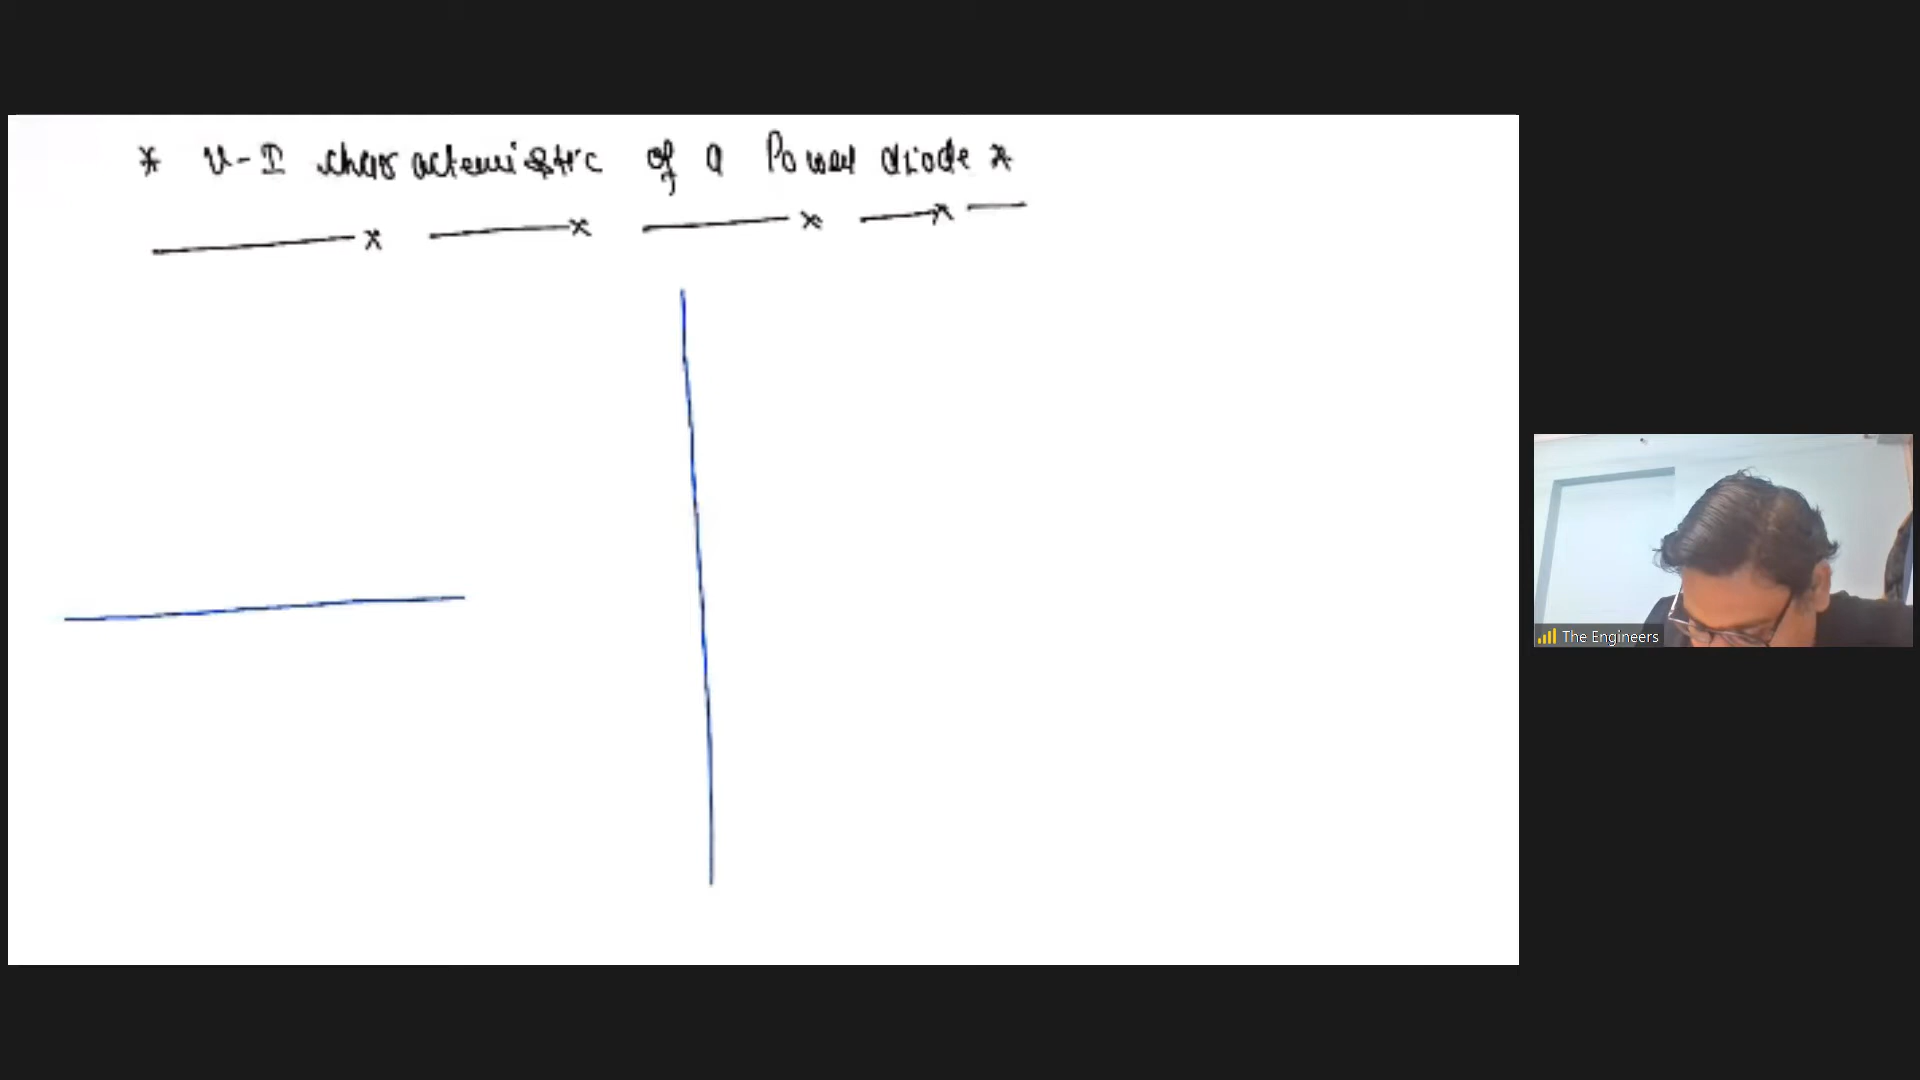 * V-I characteristic of a Power diode *
The Engineers